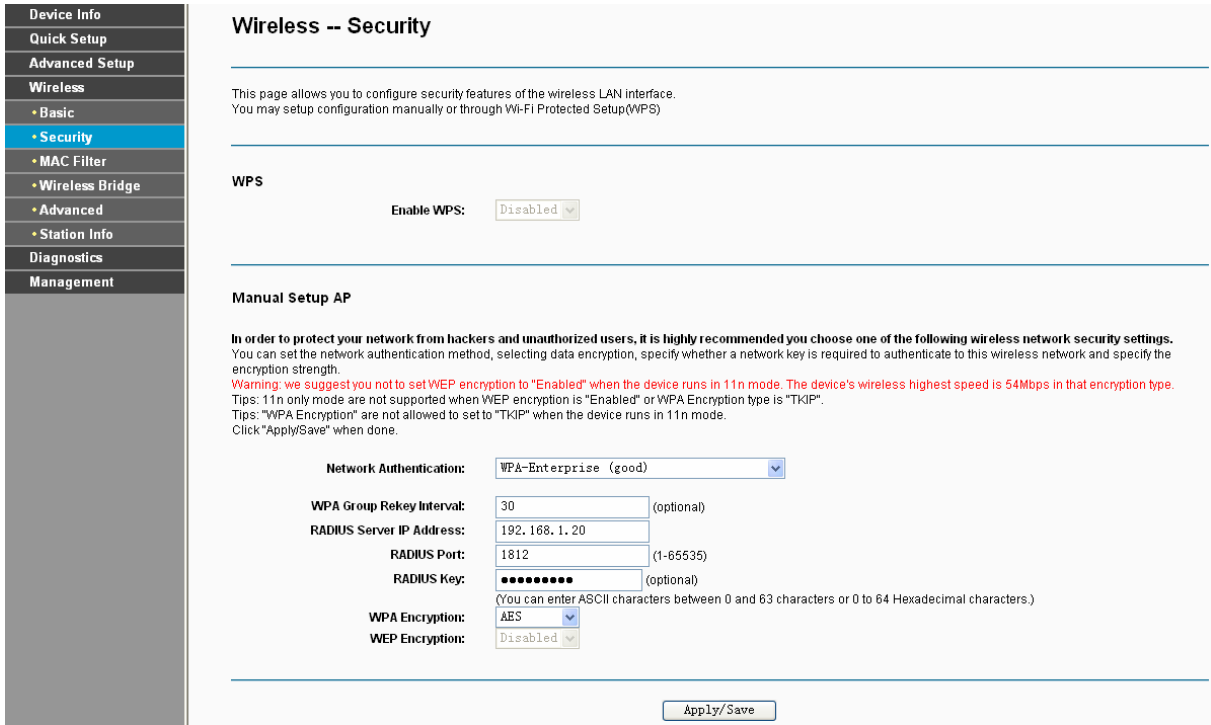 Device Info
Quick Setup
Advanced Setup
Wireless
• Basic
• Security
• MAC Filter
• Wireless Bridge
• Advanced
• Station Info
Diagnostics
Management
Wireless -- Security
This page allows you to configure security features of the wireless LAN interface.
You may setup configuration manually or through Wi-Fi Protected Setup(WPS)
WPS
Enable WPS: Disabled
Manual Setup AP
In order to protect your network from hackers and unauthorized users, it is highly recommended you choose one of the following wireless network security settings.
You can set the network authentication method, selecting data encryption, specify whether a network key is required to authenticate to this wireless network and specify the
encryption strength.
Warning: we suggest you not to set WEP encryption to "Enabled" when the device runs in 11n mode. The device's wireless highest speed is 54Mbps in that encryption type.
Tips: 11n only mode are not supported when WEP encryption is "Enabled" or WPA Encryption type is "TKIP".
Tips: "WPA Encryption" are not allowed to set to "TKIP" when the device runs in 11n mode.
Click "Apply/Save" when done.
Network Authentication: WPA-Enterprise (good)
WPA Group Rekey Interval: 30 (optional)
RADIUS Server IP Address: 192.168.1.20
RADIUS Port: 1812 (1-65535)
RADIUS Key: ●●●●●●●●● (optional)
(You can enter ASCII characters between 0 and 63 characters or 0 to 64 Hexadecimal characters.)
WPA Encryption: AES
WEP Encryption: Disabled
Apply/Save